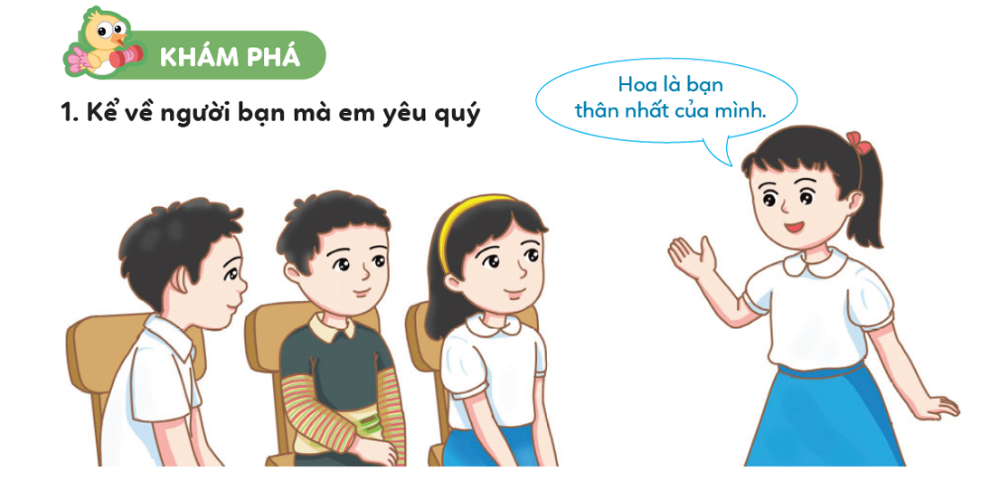 KHÁM PHÁ
1. Kể về người bạn mà em yêu quý
Hoa là bạn
thân nhất của mình.